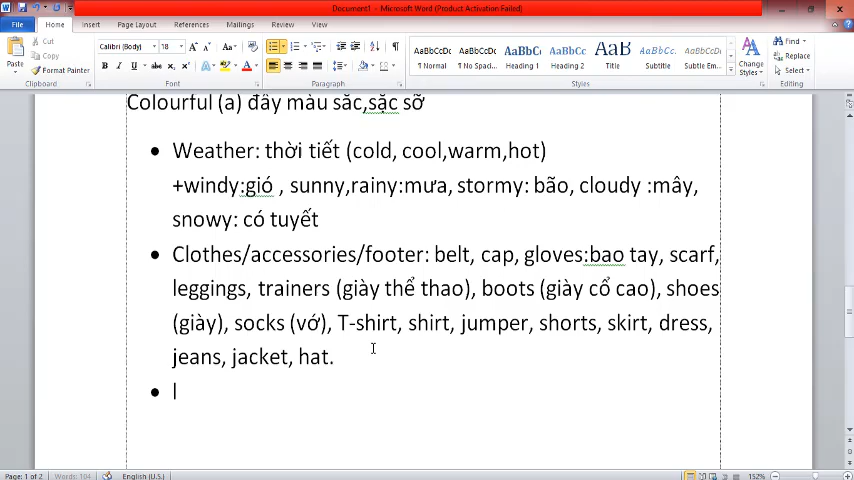 Document1 - Microsoft Word (Product Activation Failed)
File Home Insert Page Layout References Mailings Review View
Paste Cut Copy Format Painter Clipboard
Calibri (Body) 18 Font
Paragraph
AaBbCcDc AaBbCcDc AaBbCc AaBbCc AaB AaBbCc. AaBbCcDc
¶ Normal ¶ No Spac... Heading 1 Heading 2 Title Subtitle Subtle Em...
Change Styles Styles
Find Replace Select Editing
Colourful (a) đầy màu sắc,sặc sỡ
• Weather: thời tiết (cold, cool,warm,hot)
+windy:gió , sunny,rainy:mưa, stormy: bão, cloudy :mây,
snowy: có tuyết
• Clothes/accessories/footer: belt, cap, gloves:bao tay, scarf,
leggings, trainers (giày thể thao), boots (giày cổ cao), shoes
(giày), socks (vớ), T-shirt, shirt, jumper, shorts, skirt, dress,
jeans, jacket, hat.
•
Page: 1 of 2 Words: 104 English (U.S.) 152%